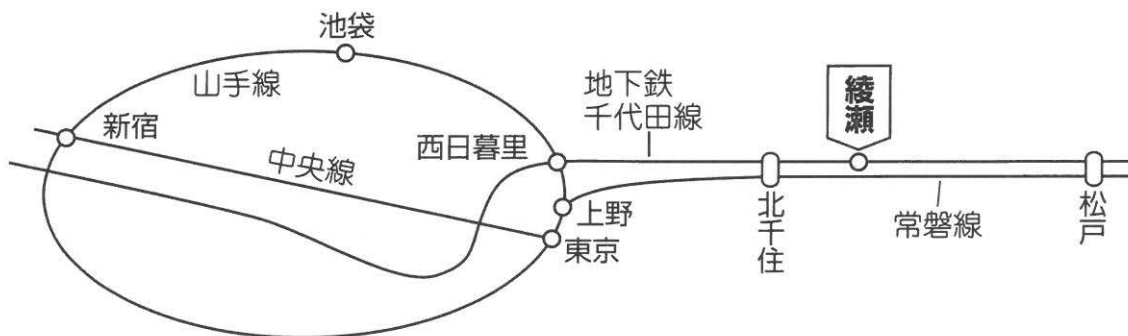 池袋
山手線
地下鉄
千代田線
綾瀬
新宿
中央線
西日暮里
上野
東京
北千住
常磐線
松戸